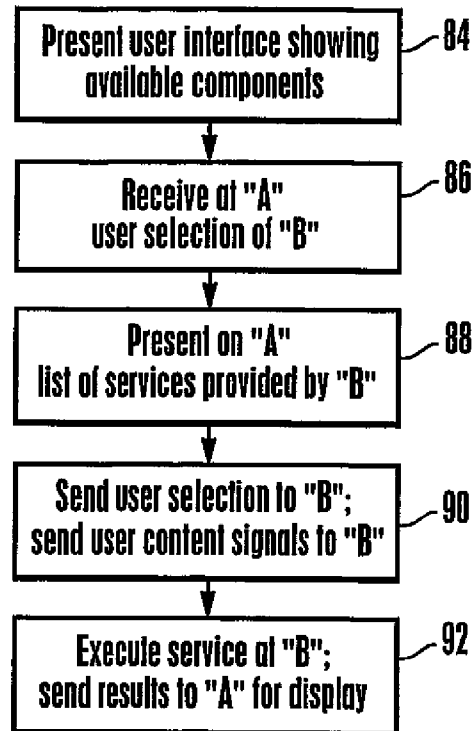 Present user interface showing
available components
84
Receive at "A"
user selection of "B"
86
Present on "A"
list of services provided by "B"
88
Send user selection to "B";
send user content signals to "B"
90
Execute service at "B";
send results to "A" for display
92